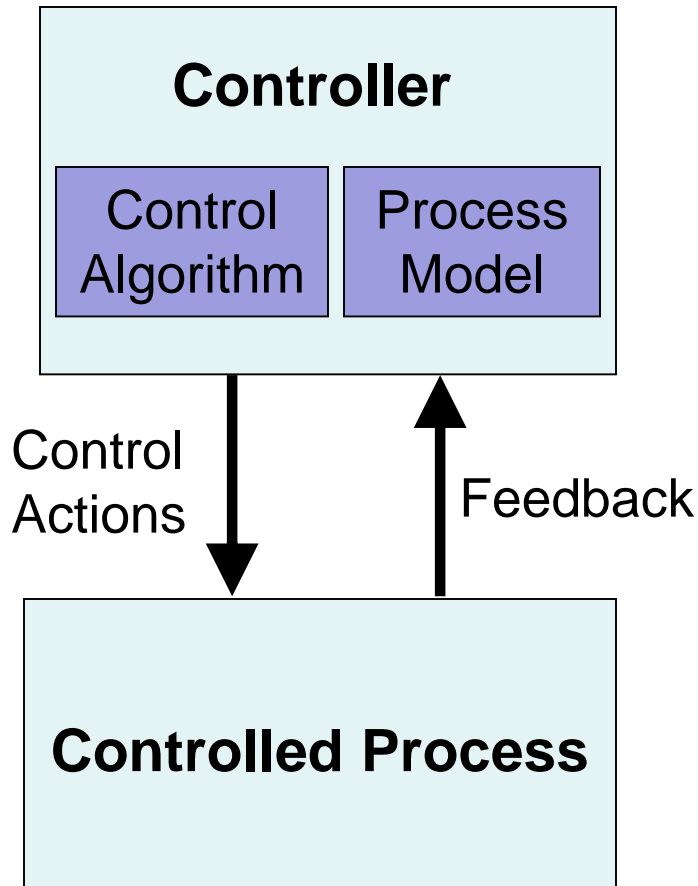 Controller
Control
Algorithm
Process
Model
Control
Actions
Feedback
Controlled Process